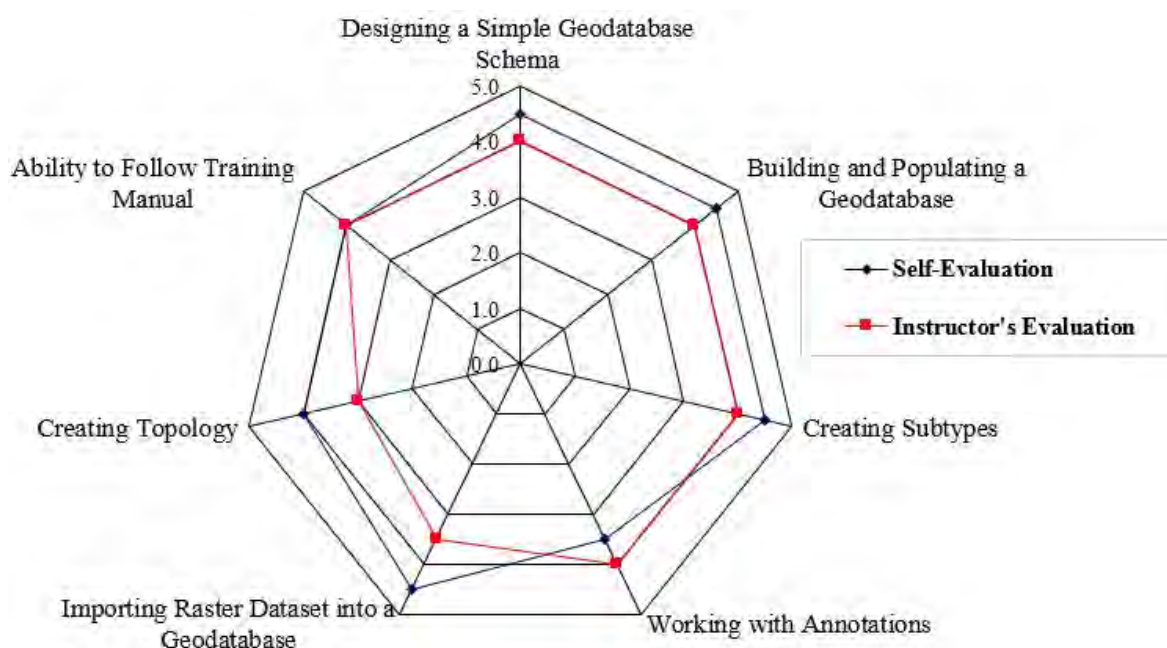 Designing a Simple Geodatabase
Schema
5.0
4.0
3.0
2.0
1.0
0.0
Ability to Follow Training
Manual
Building and Populating a
Geodatabase
Self-Evaluation
Instructor's Evaluation
Creating Topology
Creating Subtypes
Importing Raster Dataset into a
Geodatabase
Working with Annotations